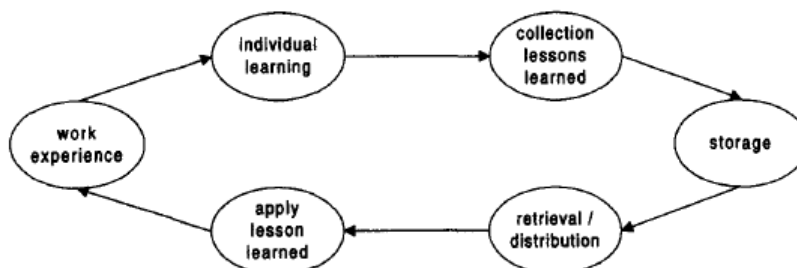 individual
learning
collection
lessons
learned
work
experience
storage
apply
lesson
learned
retrieval /
distribution